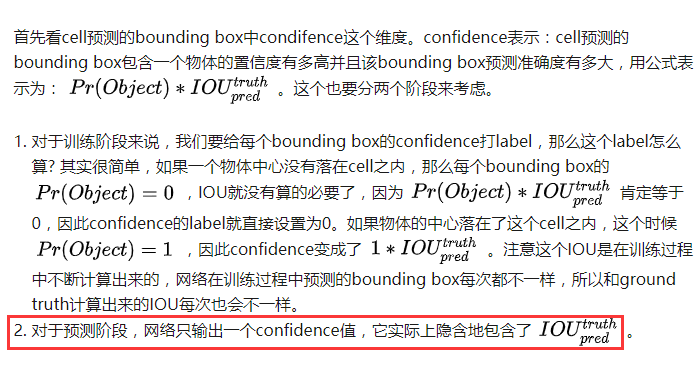 首先看cell预测的bounding box中condifence这个维度。confidence表示：cell预测的
bounding box包含一个物体的置信度有多高并且该bounding box预测准确度有多大，用公式表
示为： Pr(Object) * IOU^{truth}_{pred} 。这个也要分两个阶段来考虑。
1. 对于训练阶段来说，我们要给每个bounding box的confidence打label，那么这个label怎么
算? 其实很简单，如果一个物体中心没有落在cell之内，那么每个bounding box的
Pr(Object) = 0 ，IOU就没有算的必要了，因为 Pr(Object) * IOU^{truth}_{pred} 肯定等于
0，因此confidence的label就直接设置为0。如果物体的中心落在了这个cell之内，这个时候
Pr(Object) = 1 ，因此confidence变成了 1 * IOU^{truth}_{pred} 。注意这个IOU是在训练过程
中不断计算出来的，网络在训练过程中预测的bounding box每次都不一样，所以和ground
truth计算出来的IOU每次也会不一样。
2. 对于预测阶段，网络只输出一个confidence值，它实际上隐含地包含了 IOU^{truth}_{pred} 。